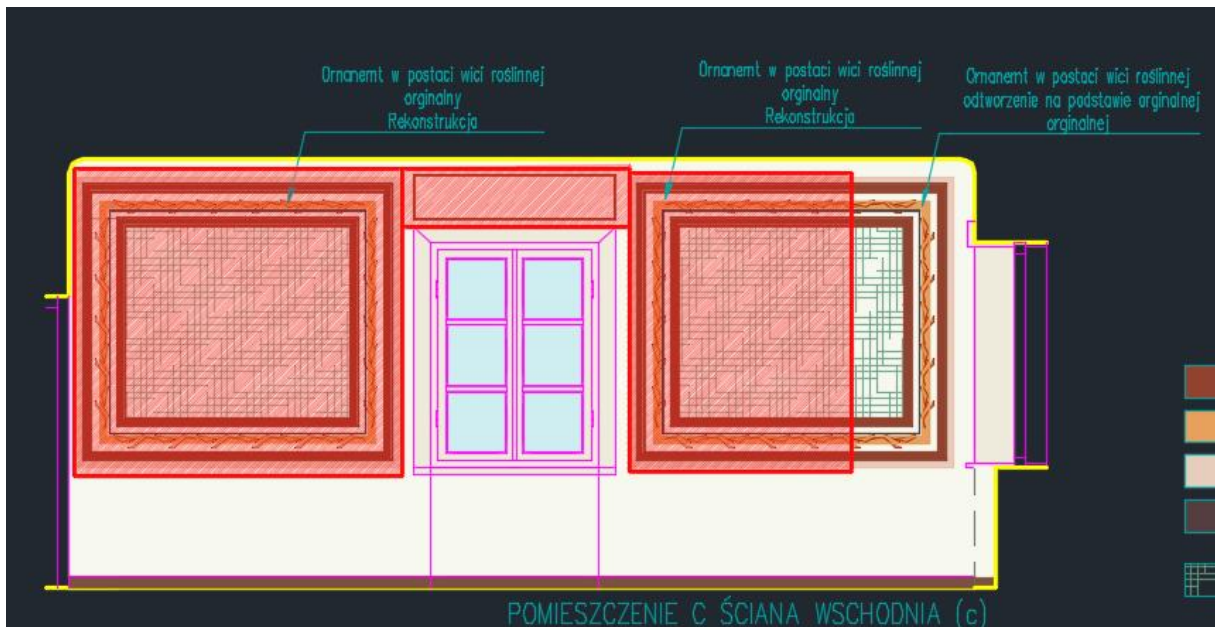 Ornanemt w postaci wici roślinnej
orginalny
Rekonstrukcja
Ornanemt w postaci wici roślinnej
orginalny
Rekonstrukcja
Ornanemt w postaci wici roślinnej
odtworzenie na podstawie orginalnej
orginalnej
POMIESZCZENIE C ŚCIANA WSCHODNIA (c)